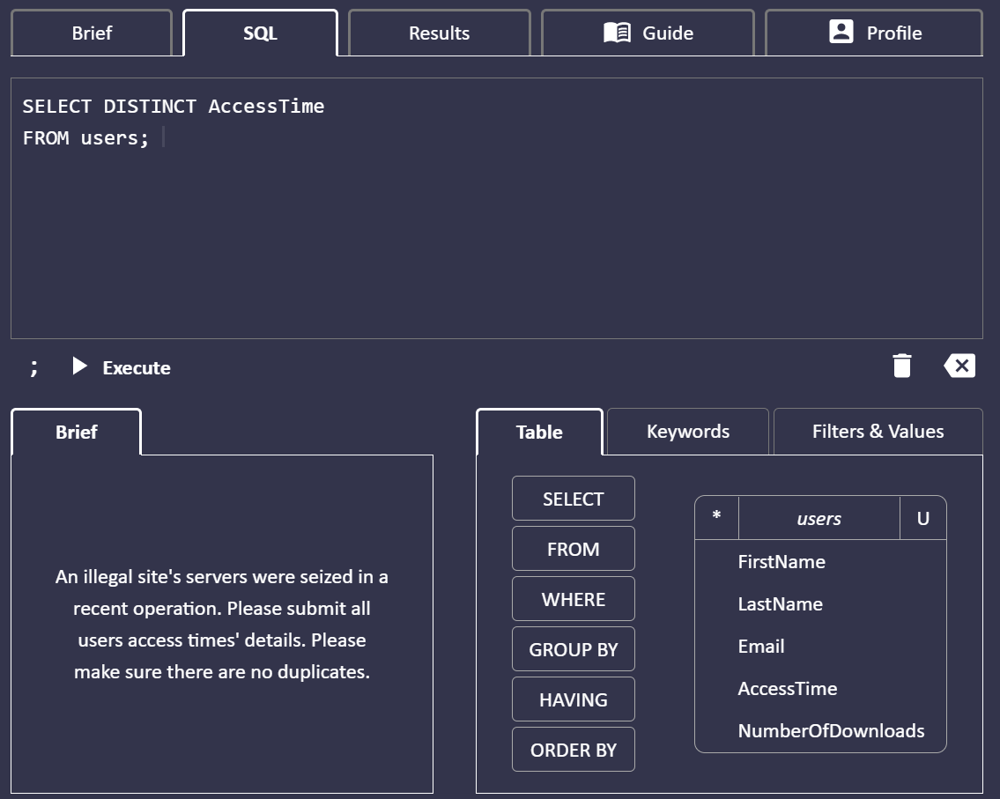 Brief
SQL
Results
Guide
Profile
SELECT DISTINCT AccessTime
FROM users;
;
Execute
Brief
An illegal site's servers were seized in a
recent operation. Please submit all
users access times' details. Please
make sure there are no duplicates.
Table
Keywords
Filters & Values
SELECT
FROM
WHERE
GROUP BY
HAVING
ORDER BY
* users U
FirstName
LastName
Email
AccessTime
NumberOfDownloads